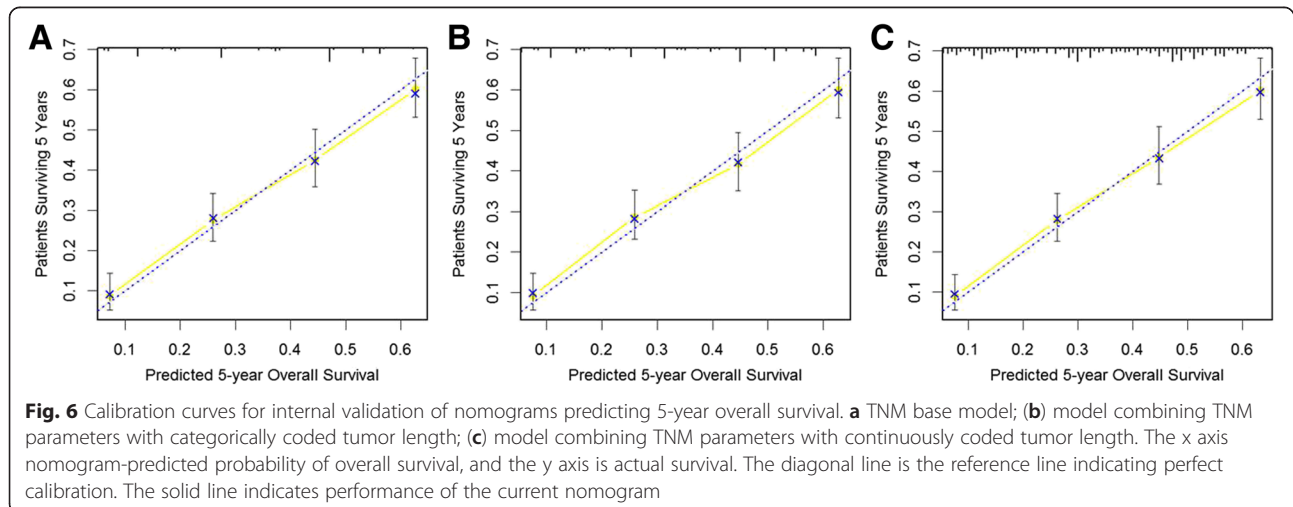 A
Patients Surviving 5 Years
0.7
0.6
0.5
0.4
0.3
0.2
0.1
0.1 0.2 0.3 0.4 0.5 0.6
Predicted 5-year Overall Survival
B
Patients Surviving 5 Years
0.7
0.6
0.5
0.4
0.3
0.2
0.1
0.1 0.2 0.3 0.4 0.5 0.6
Predicted 5-year Overall Survival
C
Patients Surviving 5 Years
0.7
0.6
0.5
0.4
0.3
0.2
0.1
0.1 0.2 0.3 0.4 0.5 0.6
Predicted 5-year Overall Survival
Fig. 6 Calibration curves for internal validation of nomograms predicting 5-year overall survival. a TNM base model; (b) model combining TNM
parameters with categorically coded tumor length; (c) model combining TNM parameters with continuously coded tumor length. The x axis
nomogram-predicted probability of overall survival, and the y axis is actual survival. The diagonal line is the reference line indicating perfect
calibration. The solid line indicates performance of the current nomogram